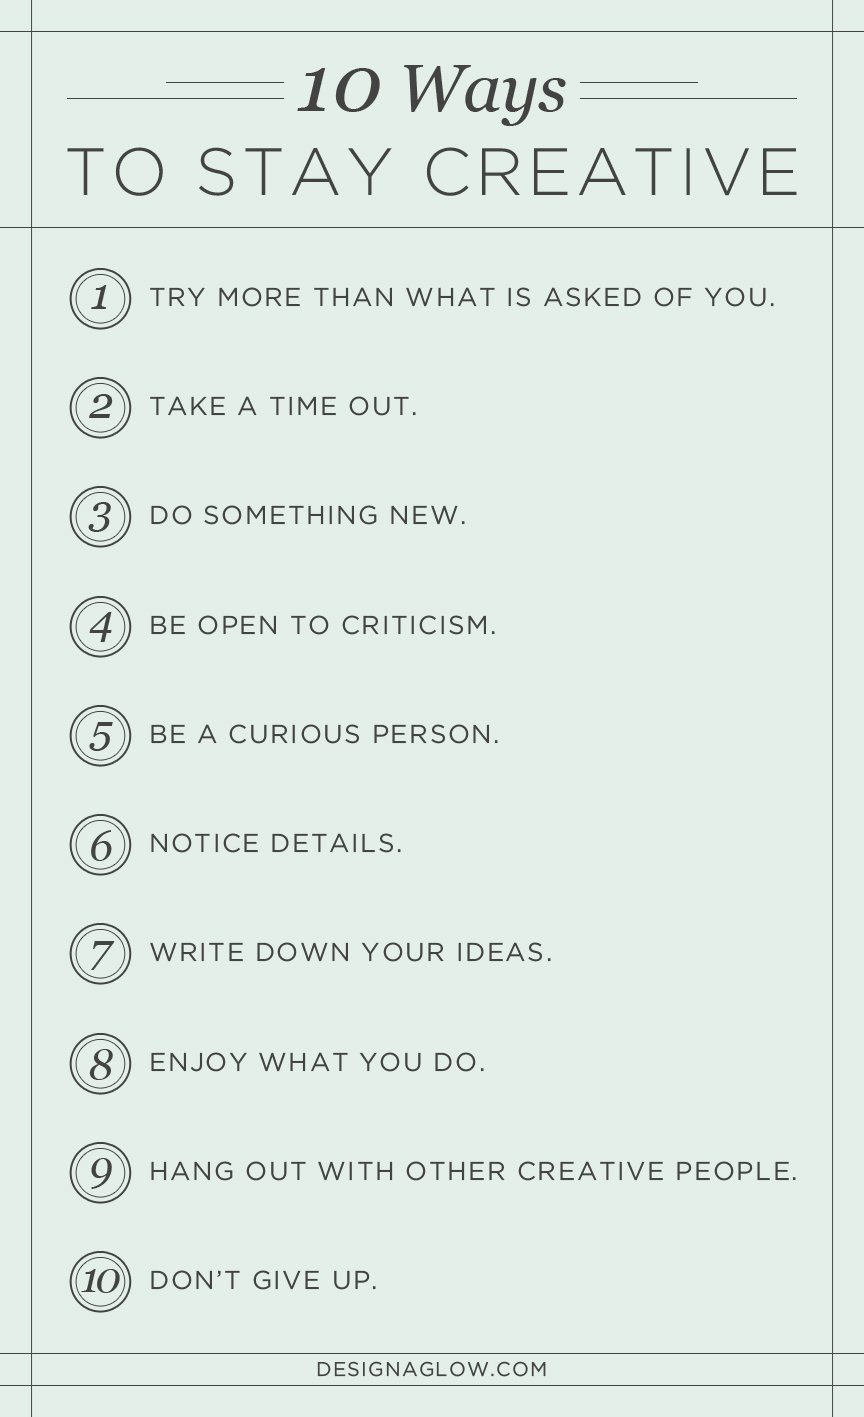 10 Ways
TO STAY CREATIVE
1 TRY MORE THAN WHAT IS ASKED OF YOU.
2 TAKE A TIME OUT.
3 DO SOMETHING NEW.
4 BE OPEN TO CRITICISM.
5 BE A CURIOUS PERSON.
6 NOTICE DETAILS.
7 WRITE DOWN YOUR IDEAS.
8 ENJOY WHAT YOU DO.
9 HANG OUT WITH OTHER CREATIVE PEOPLE.
10 DON’T GIVE UP.
DESIGNAGLOW.COM